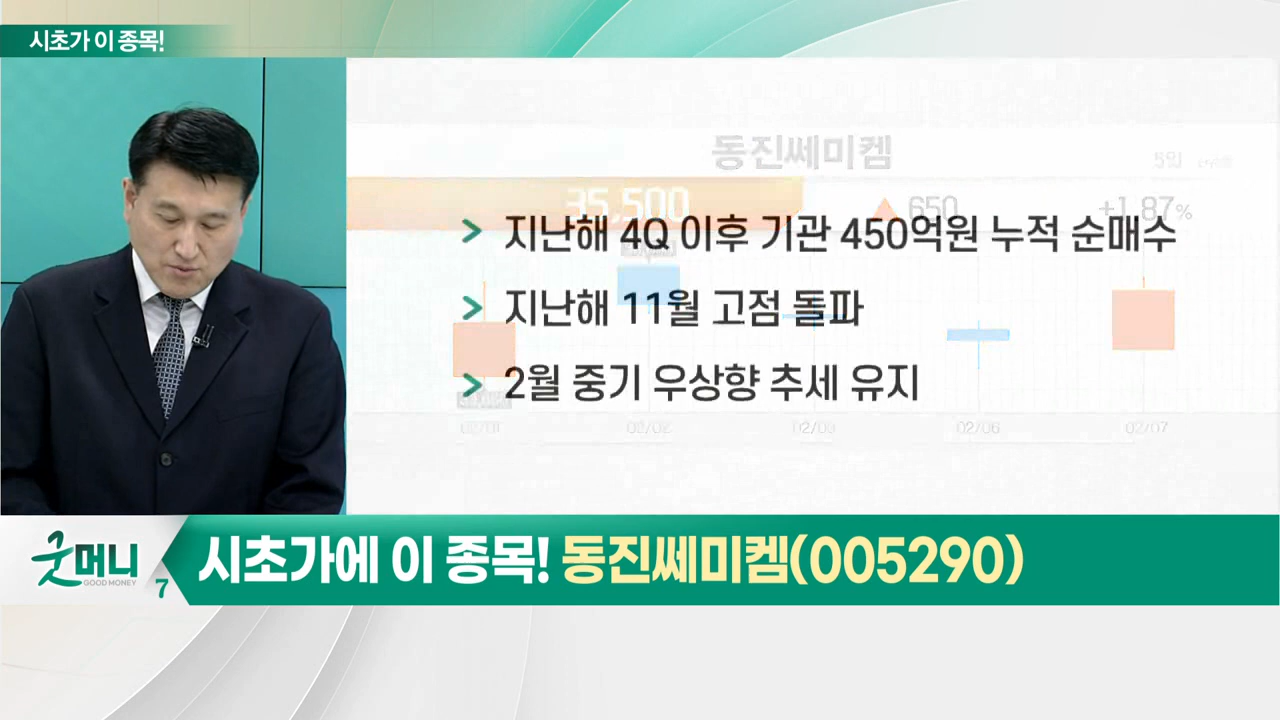 시초가 이 종목!
동진쎄미켐
5일
35,500
▲ 650
+1.87%
> 지난해 4Q 이후 기관 450억원 누적 순매수
> 지난해 11월 고점 돌파
> 2월 중기 우상향 추세 유지
02/01 02/02 02/03 02/06 02/07
굿머니
GOOD MONEY
7
시초가에 이 종목! 동진쎄미켐(005290)